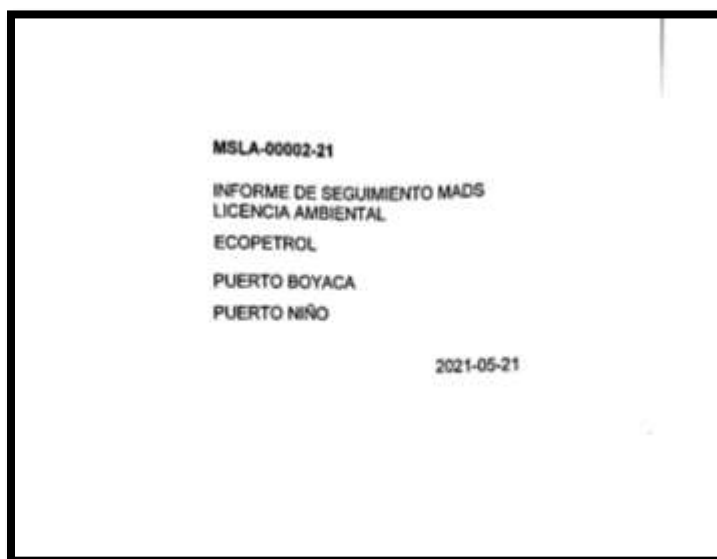 MSLA-00002-21
INFORME DE SEGUIMIENTO MADS
LICENCIA AMBIENTAL
ECOPETROL
PUERTO BOYACA
PUERTO NIÑO
2021-05-21